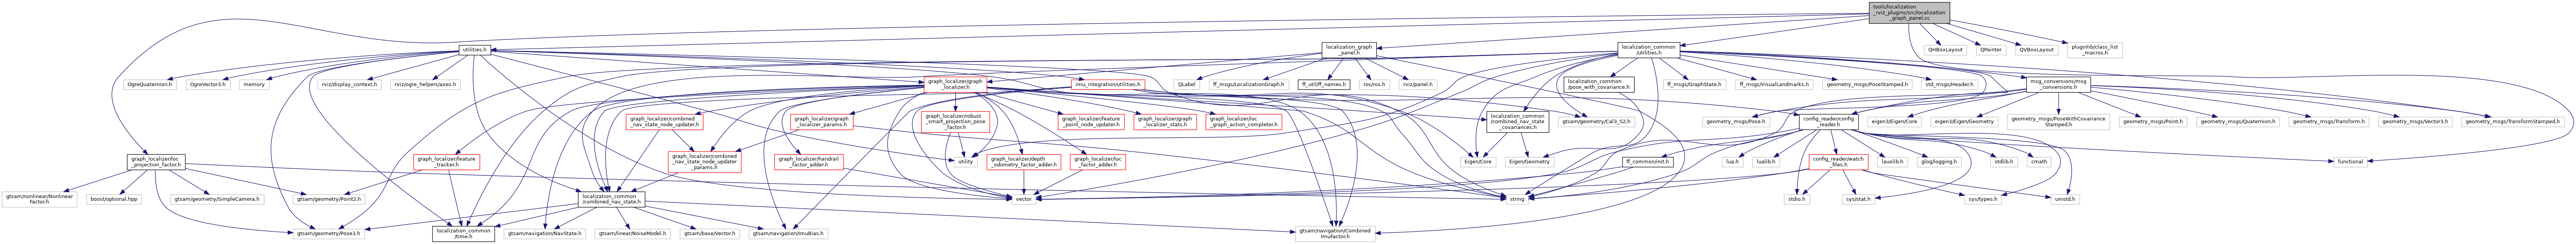 tools/localization
_rviz_plugins/src/localization
_graph_panel.cc
utilities.h
localization_graph
_panel.h
localization_common
/utilities.h
QHBoxLayout
QPainter
QVBoxLayout
pluginlib/class_list
_macros.h
OgreQuaternion.h
OgreVector3.h
memory
rviz/display_context.h
rviz/ogre_helpers/axes.h
graph_localizer/graph
_localizer.h
imu_integration/utilities.h
QLabel
ff_msgs/LocalizationGraph.h
ff_util/ff_names.h
ros/ros.h
rviz/panel.h
localization_common
/pose_with_covariance.h
ff_msgs/GraphState.h
ff_msgs/VisualLandmarks.h
geometry_msgs/PoseStamped.h
std_msgs/Header.h
msg_conversions/msg
_conversions.h
graph_localizer/combined
_nav_state_node_updater.h
graph_localizer/graph
_localizer_params.h
graph_localizer/robust
_smart_projection_pose
_factor.h
graph_localizer/feature
_point_node_updater.h
graph_localizer/graph
_localizer_stats.h
graph_localizer/loc
_graph_action_completer.h
localization_common
/combined_nav_state
_covariances.h
gtsam/geometry/Cal3_S2.h
geometry_msgs/Pose.h
config_reader/config
_reader.h
eigen3/Eigen/Core
eigen3/Eigen/Geometry
geometry_msgs/PoseWithCovariance
Stamped.h
geometry_msgs/Point.h
geometry_msgs/Quaternion.h
geometry_msgs/Transform.h
geometry_msgs/Vector3.h
geometry_msgs/TransformStamped.h
graph_localizer/loc
_projection_factor.h
graph_localizer/feature
_tracker.h
graph_localizer/combined
_nav_state_node_updater
_params.h
graph_localizer/handrail
_factor_adder.h
utility
graph_localizer/depth
_odometry_factor_adder.h
graph_localizer/loc
_factor_adder.h
Eigen/Core
Eigen/Geometry
ff_common/init.h
lua.h
lualib.h
config_reader/watch
_files.h
lauxlib.h
glog/logging.h
stdlib.h
cmath
functional
gtsam/nonlinear/Nonlinear
Factor.h
boost/optional.hpp
gtsam/geometry/SimpleCamera.h
gtsam/geometry/Point2.h
localization_common
/combined_nav_state.h
vector
string
stdio.h
sys/stat.h
sys/types.h
unistd.h
gtsam/geometry/Pose3.h
localization_common
/time.h
gtsam/navigation/NavState.h
gtsam/linear/NoiseModel.h
gtsam/base/Vector.h
gtsam/navigation/ImuBias.h
gtsam/navigation/Combined
ImuFactor.h